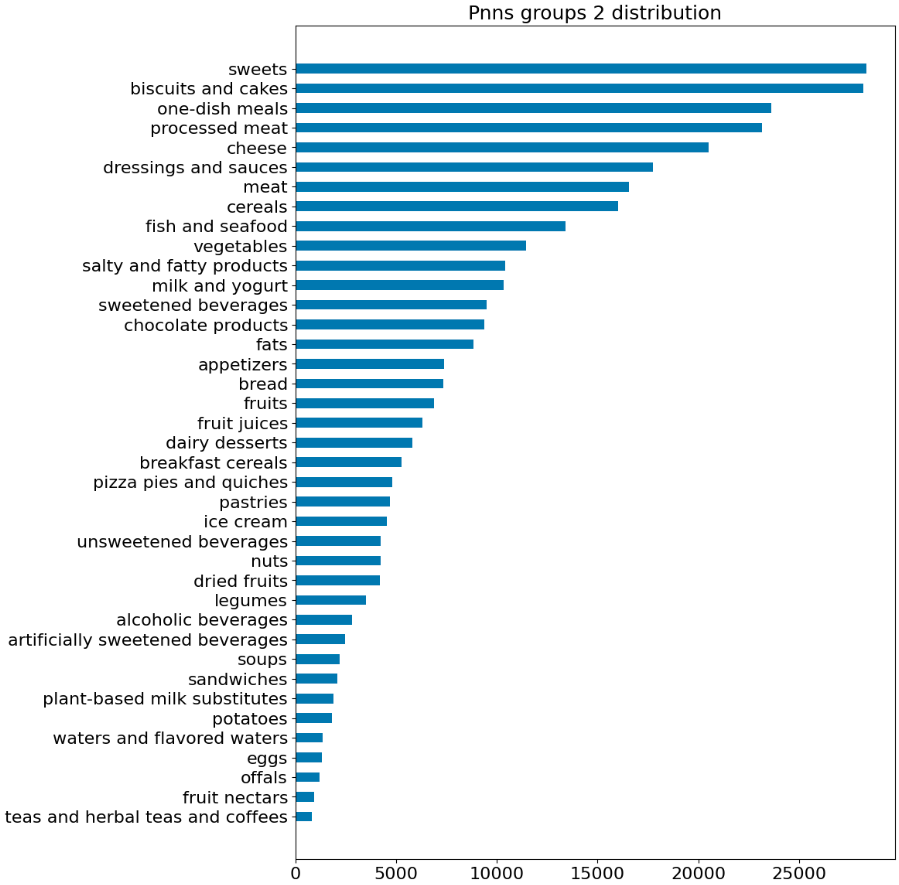 Pnns groups 2 distribution
sweets
biscuits and cakes
one-dish meals
processed meat
cheese
dressings and sauces
meat
cereals
fish and seafood
vegetables
salty and fatty products
milk and yogurt
sweetened beverages
chocolate products
fats
appetizers
bread
fruits
fruit juices
dairy desserts
breakfast cereals
pizza pies and quiches
pastries
ice cream
unsweetened beverages
nuts
dried fruits
legumes
alcoholic beverages
artificially sweetened beverages
soups
sandwiches
plant-based milk substitutes
potatoes
waters and flavored waters
eggs
offals
fruit nectars
teas and herbal teas and coffees
0 5000 10000 15000 20000 25000